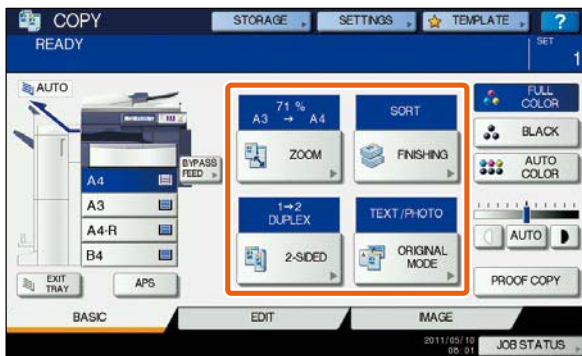 COPY
STORAGE
SETTINGS
TEMPLATE
?
READY
SET
1
AUTO
BYPASS
FEED
A4
A3
A4-R
B4
EXIT
TRAY
APS
71 %
A3 → A4
ZOOM
SORT
FINISHING
1→2
DUPLEX
2-SIDED
TEXT/PHOTO
ORIGINAL
MODE
FULL
COLOR
BLACK
AUTO
COLOR
AUTO
PROOF COPY
BASIC
EDIT
IMAGE
2011/05/10
06:01
JOB STATUS